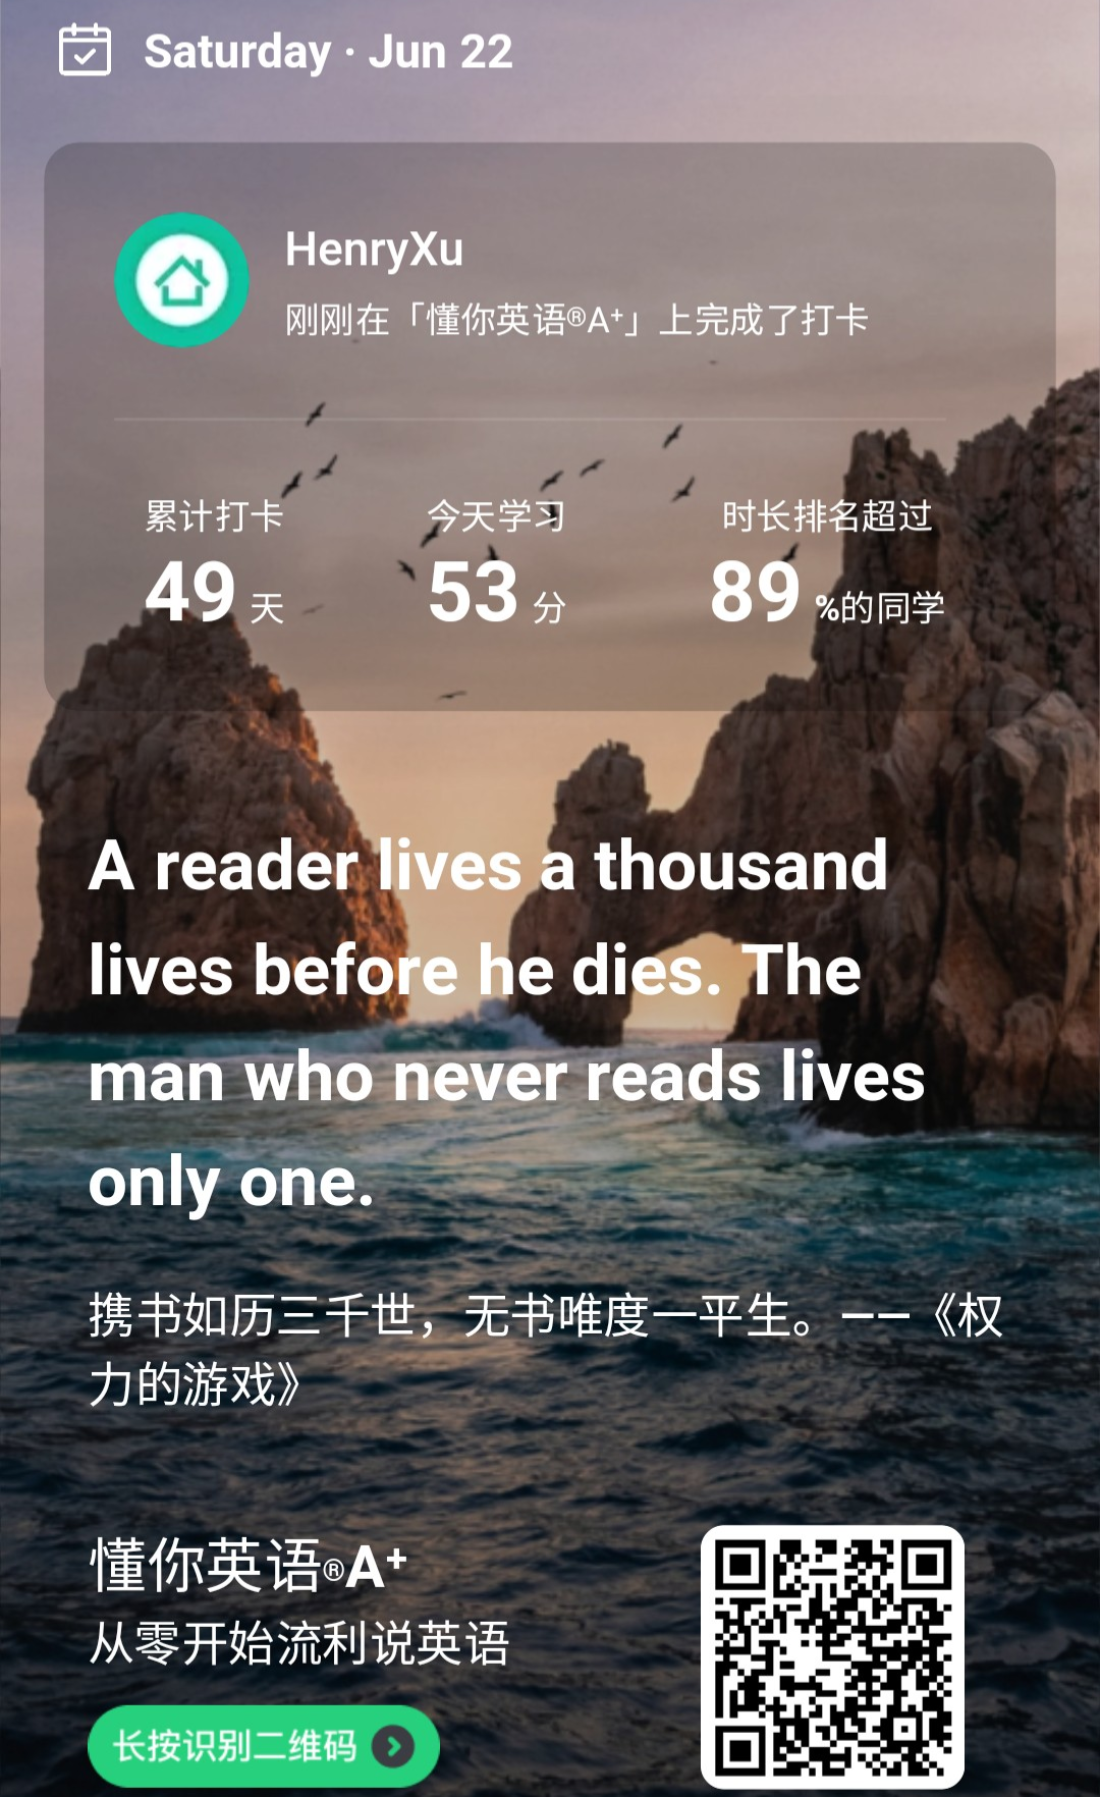 Saturday · Jun 22
HenryXu
刚刚在「懂你英语®A⁺」上完成了打卡
累计打卡
今天学习
时长排名超过
49 天
53 分
89 %的同学
A reader lives a thousand
lives before he dies. The
man who never reads lives
only one.
携书如历三千世，无书唯度一平生。——《权
力的游戏》
懂你英语®A⁺
从零开始流利说英语
长按识别二维码